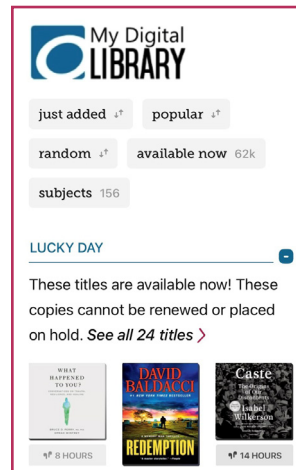 My Digital
LIBRARY
just added
popular
random
available now 62k
subjects 156
LUCKY DAY
These titles are available now! These
copies cannot be renewed or placed
on hold. See all 24 titles
WHAT
HAPPENED
TO YOU?
DAVID
BALDACCI
#1 NEW YORK TIMES BESTSELLER
REDEMPTION
Caste
The Origins
of Our
Discontents
Isabel
Wilkerson
8 HOURS
14 HOURS